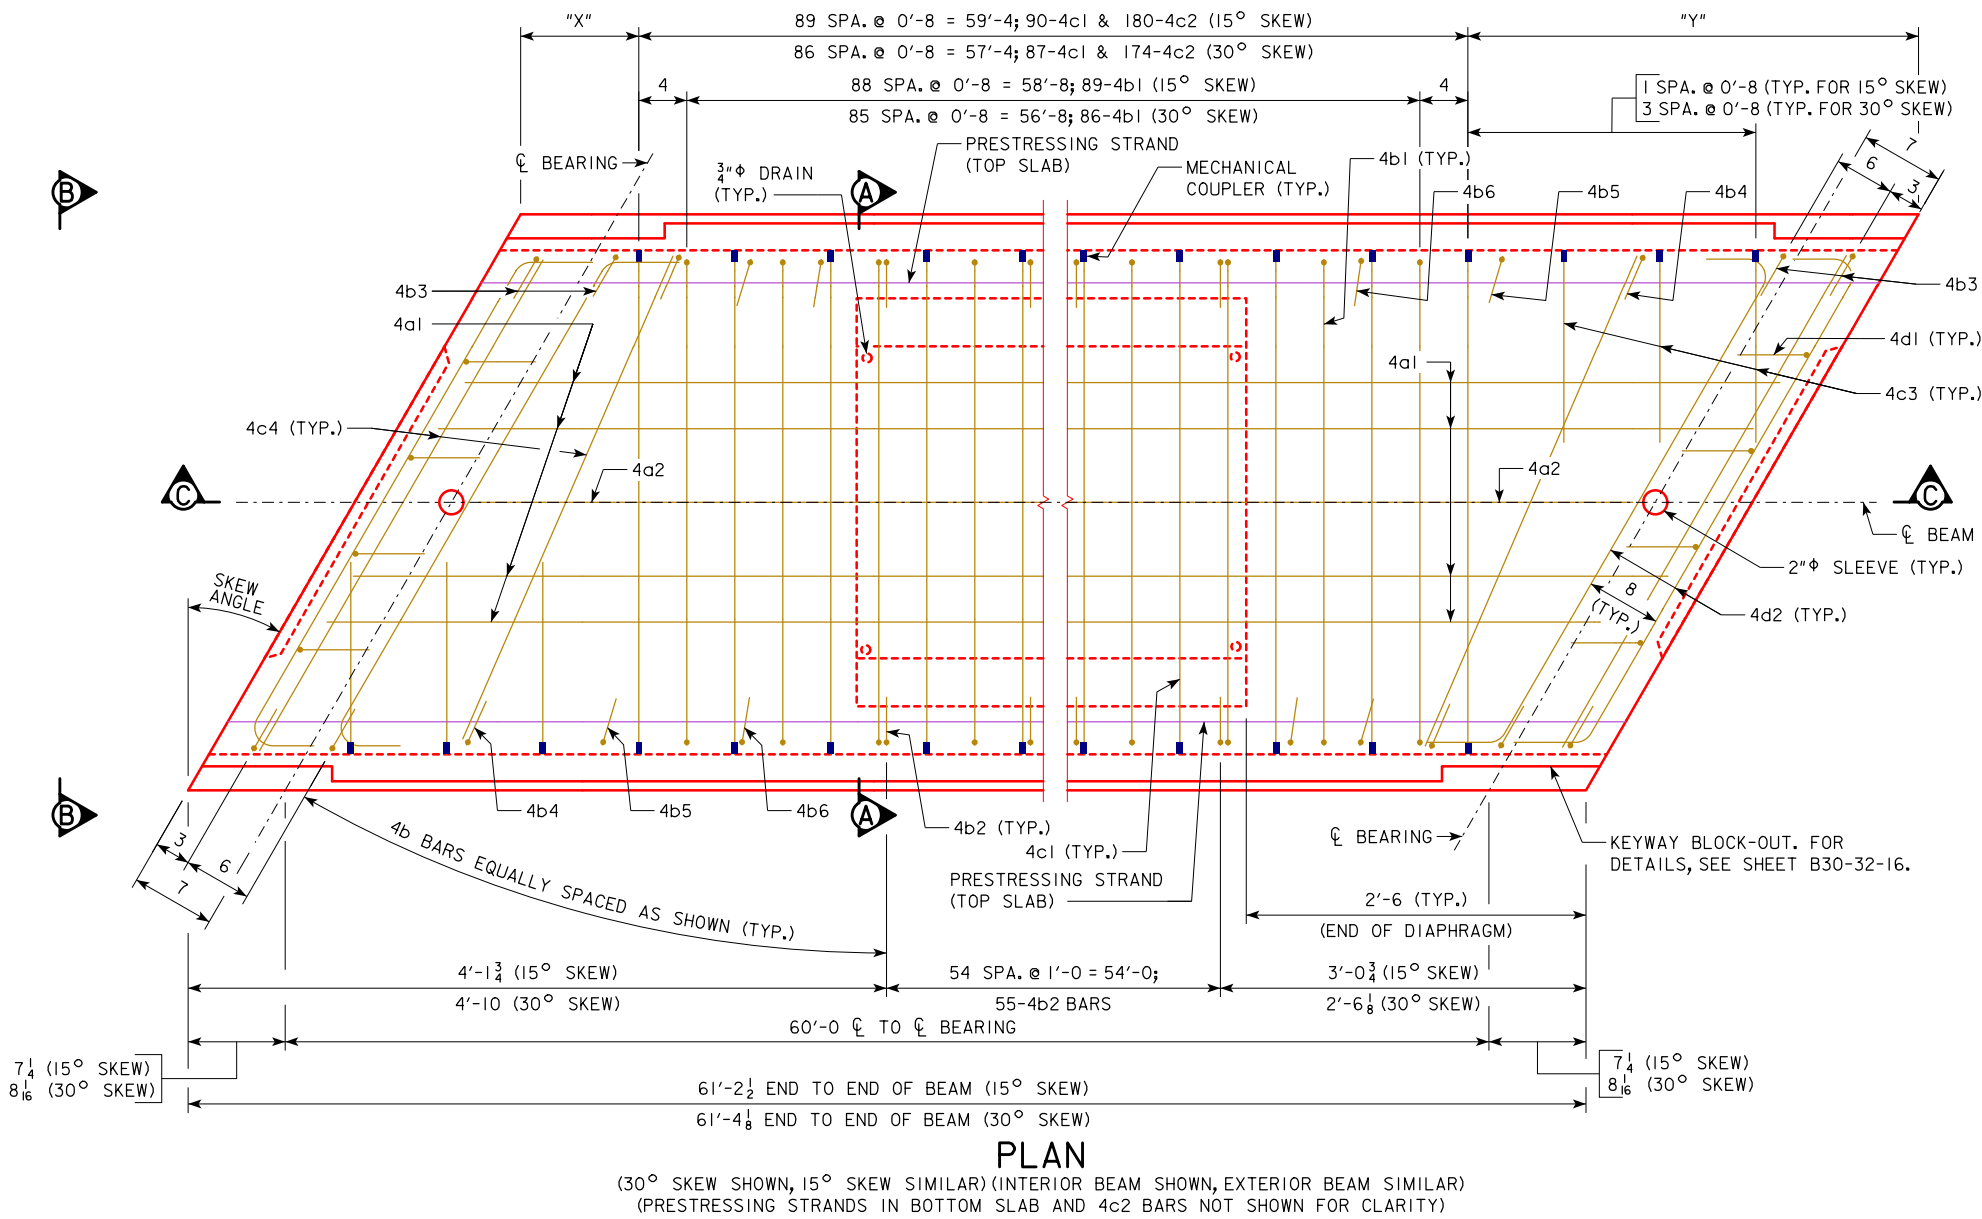 "X"
89 SPA. @ 0'-8 = 59'-4; 90-4c1 & 180-4c2 (15° SKEW)
"Y"
86 SPA. @ 0'-8 = 57'-4; 87-4c1 & 174-4c2 (30° SKEW)
4
88 SPA. @ 0'-8 = 58'-8; 89-4b1 (15° SKEW)
4
85 SPA. @ 0'-8 = 56'-8; 86-4b1 (30° SKEW)
1 SPA. @ 0'-8 (TYP. FOR 15° SKEW)
3 SPA. @ 0'-8 (TYP. FOR 30° SKEW)
℄ BEARING
3/4"Φ DRAIN
(TYP.)
PRESTRESSING STRAND
(TOP SLAB)
MECHANICAL
COUPLER (TYP.)
4b1 (TYP.)
4b6
4b5
4b4
7
6
3
B
A
4b3
4a1
4c4 (TYP.)
4a2
4a1
4a2
4b3
4d1 (TYP.)
4c3 (TYP.)
C
C
℄ BEAM
2"Φ SLEEVE (TYP.)
8
(TYP.)
4d2 (TYP.)
SKEW
ANGLE
B
A
4b4
4b5
4b6
4b2 (TYP.)
4c1 (TYP.)
PRESTRESSING STRAND
(TOP SLAB)
℄ BEARING
KEYWAY BLOCK-OUT. FOR
DETAILS, SEE SHEET B30-32-16.
3
6
7
4b BARS EQUALLY SPACED AS SHOWN (TYP.)
2'-6 (TYP.)
(END OF DIAPHRAGM)
4'-1 3/4 (15° SKEW)
4'-10 (30° SKEW)
54 SPA. @ 1'-0 = 54'-0;
55-4b2 BARS
3'-0 3/4 (15° SKEW)
2'-6 1/8 (30° SKEW)
60'-0 ℄ TO ℄ BEARING
7 1/4 (15° SKEW)
8 1/16 (30° SKEW)
7 1/4 (15° SKEW)
8 1/16 (30° SKEW)
61'-2 1/2 END TO END OF BEAM (15° SKEW)
61'-4 1/8 END TO END OF BEAM (30° SKEW)
PLAN
(30° SKEW SHOWN, 15° SKEW SIMILAR) (INTERIOR BEAM SHOWN, EXTERIOR BEAM SIMILAR)
(PRESTRESSING STRANDS IN BOTTOM SLAB AND 4c2 BARS NOT SHOWN FOR CLARITY)